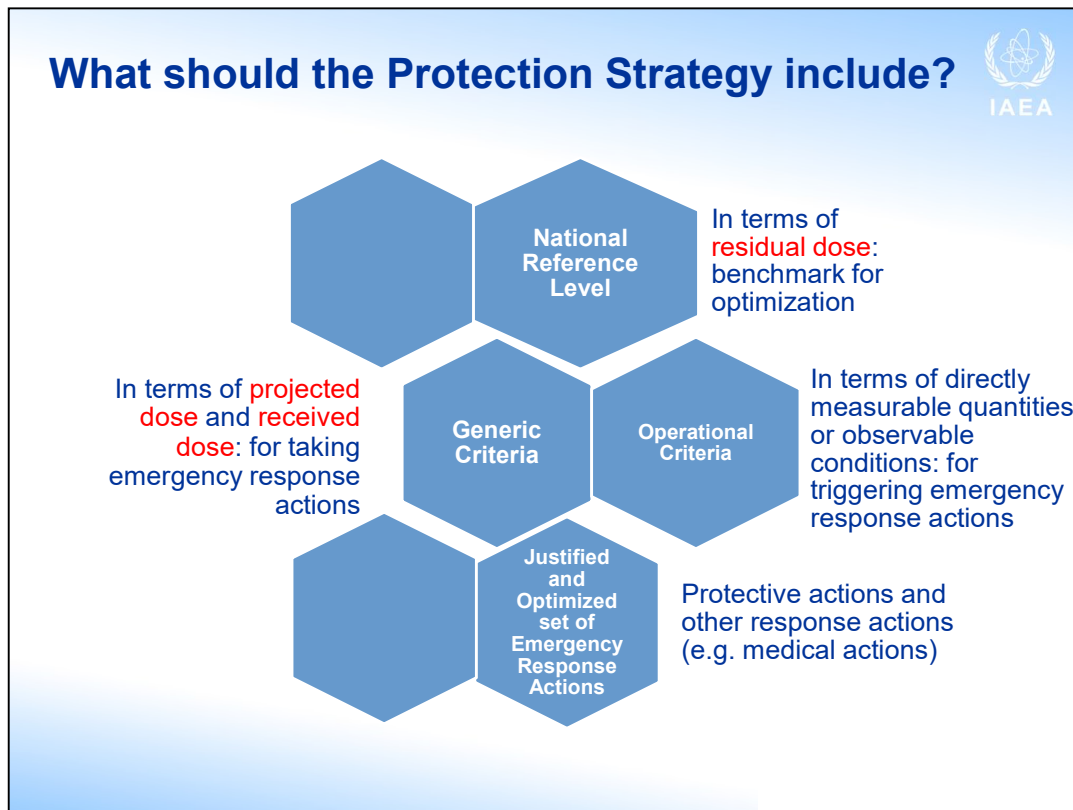 What should the Protection Strategy include?
IAEA
National
Reference
Level
In terms of
residual dose:
benchmark for
optimization
In terms of projected
dose and received
dose: for taking
emergency response
actions
Generic
Criteria
Operational
Criteria
In terms of directly
measurable quantities
or observable
conditions: for
triggering emergency
response actions
Justified
and
Optimized
set of
Emergency
Response
Actions
Protective actions and
other response actions
(e.g. medical actions)